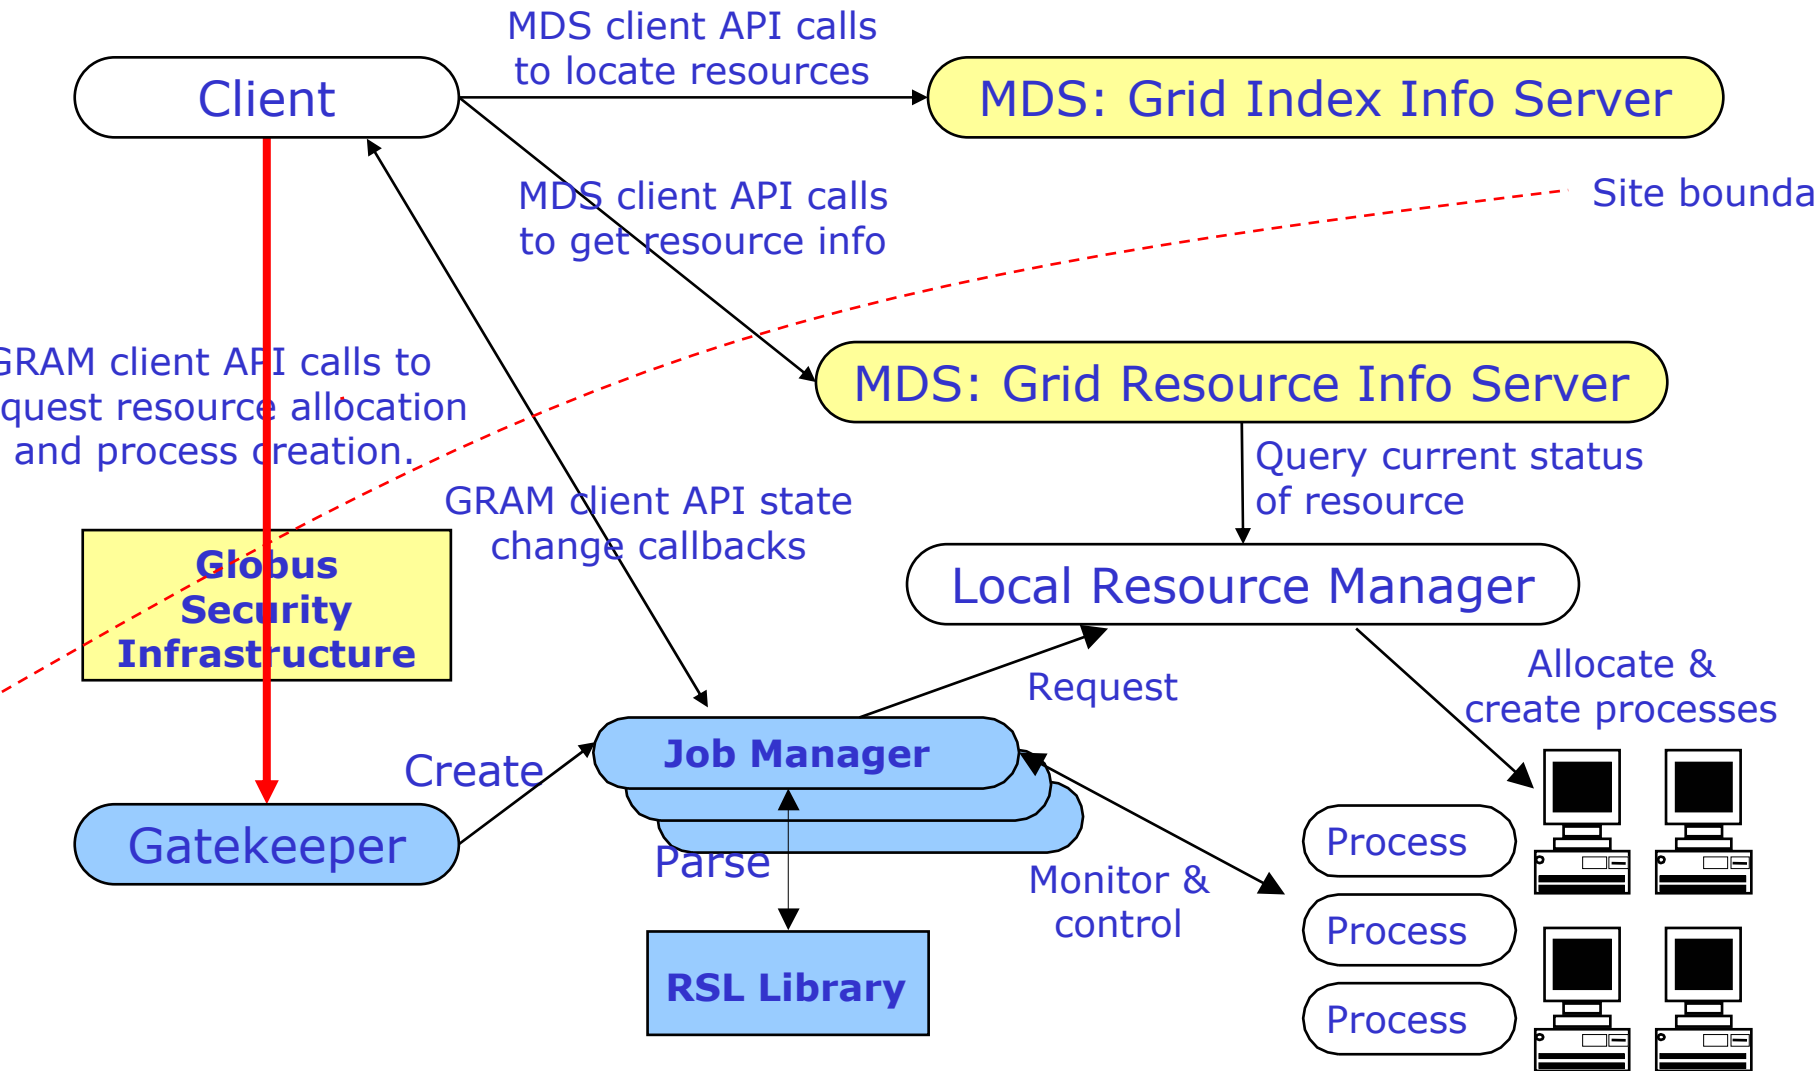 MDS client API calls
to locate resources
Client
MDS: Grid Index Info Server
MDS client API calls
to get resource info
Site bounda
GRAM client API calls to
quest resource allocation
and process creation.
MDS: Grid Resource Info Server
Query current status
of resource
GRAM client API state
change callbacks
Globus
Security
Infrastructure
Local Resource Manager
Request
Allocate &
create processes
Job Manager
Create
Gatekeeper
Parse
Monitor &
control
Process
Process
Process
RSL Library